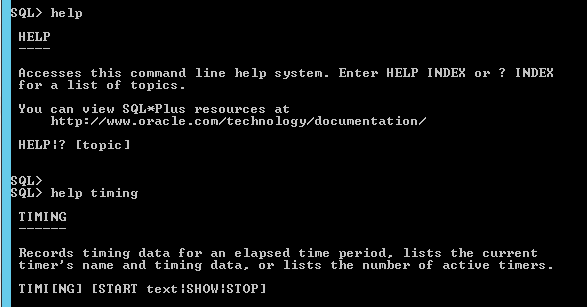 SQL> help
HELP
----
Accesses this command line help system. Enter HELP INDEX or ? INDEX
for a list of topics.
You can view SQL*Plus resources at
http://www.oracle.com/technology/documentation/
HELP|? [topic]
SQL>
SQL> help timing
TIMING
------
Records timing data for an elapsed time period, lists the current
timer's name and timing data, or lists the number of active timers.
TIMI[NG] [START text|SHOW|STOP]